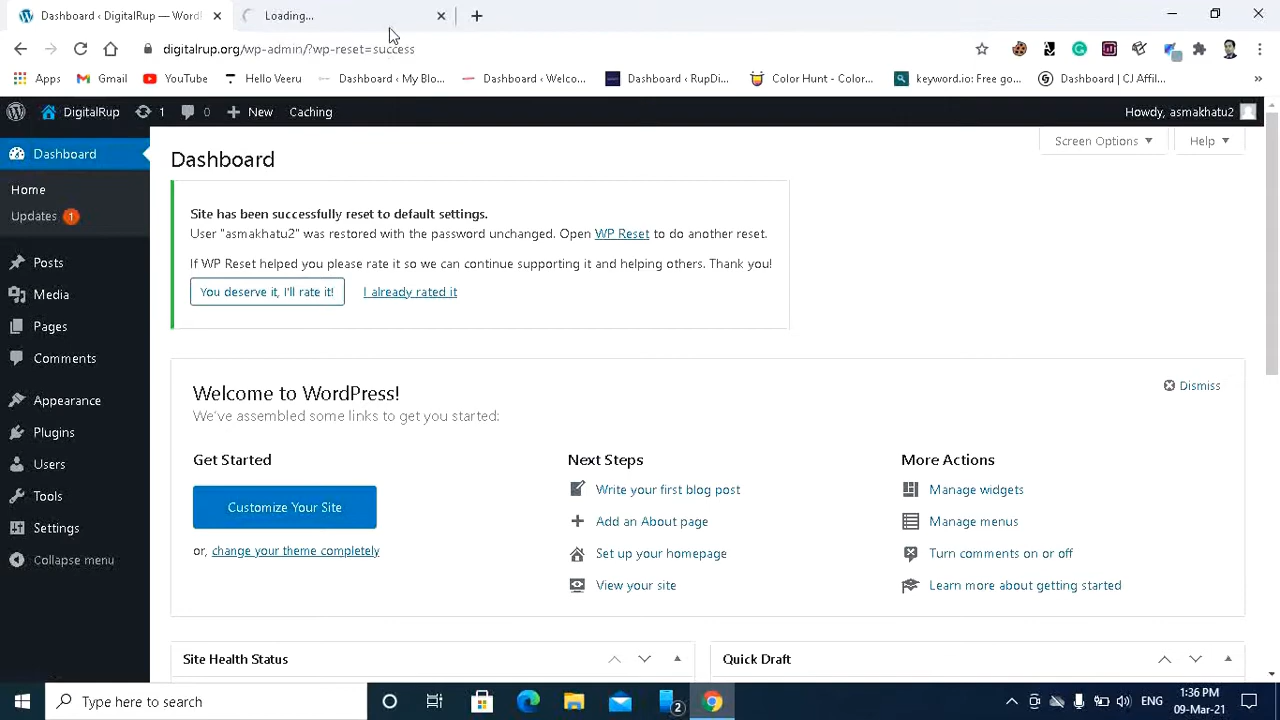 Dashboard ‹ DigitalRup — Word
Loading...
digitalrup.org/wp-admin/?wp-reset=success
Apps
Gmail
YouTube
Hello Veeru
Dashboard ‹ My Blo...
Dashboard ‹ Welco...
Dashboard ‹ RupDi...
Color Hunt - Color...
keyword.io: Free go...
Dashboard | CJ Affil...
»
DigitalRup
1
0
New
Caching
Howdy, asmakhatu2
Dashboard
Home
Updates 1
Posts
Media
Pages
Comments
Appearance
Plugins
Users
Tools
Settings
Collapse menu
Screen Options
Help
Dashboard
Site has been successfully reset to default settings.
User "asmakhatu2" was restored with the password unchanged. Open WP Reset to do another reset.
If WP Reset helped you please rate it so we can continue supporting it and helping others. Thank you!
You deserve it, I'll rate it!
I already rated it
Welcome to WordPress!
We've assembled some links to get you started:
Dismiss
Get Started
Customize Your Site
or, change your theme completely
Next Steps
Write your first blog post
Add an About page
Set up your homepage
View your site
More Actions
Manage widgets
Manage menus
Turn comments on or off
Learn more about getting started
Site Health Status
Quick Draft
Type here to search
2
ENG
1:36 PM
09-Mar-21